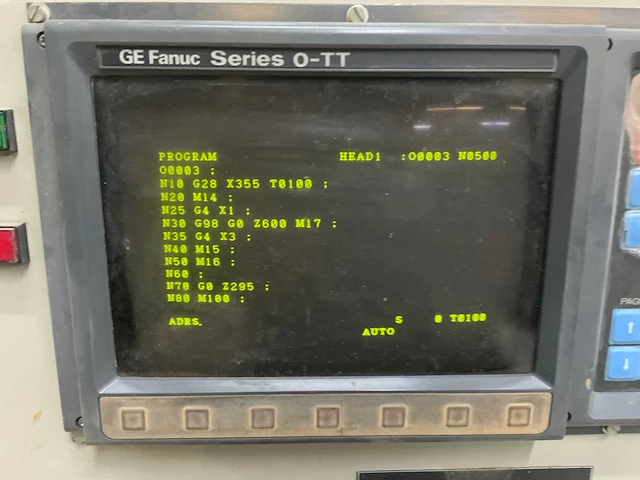 GE Fanuc Series O-TT
PROGRAM HEAD1 :O0003 N0500
O0003 ;
N10 G28 X355 T0100 ;
N20 M14 ;
N25 G4 X1 ;
N30 G98 G0 Z600 M17 ;
N35 G4 X3 ;
N40 M15 ;
N50 M16 ;
N60 ;
N70 G0 Z295 ;
N80 M100 ;
ADRS. S 0 T0100
AUTO